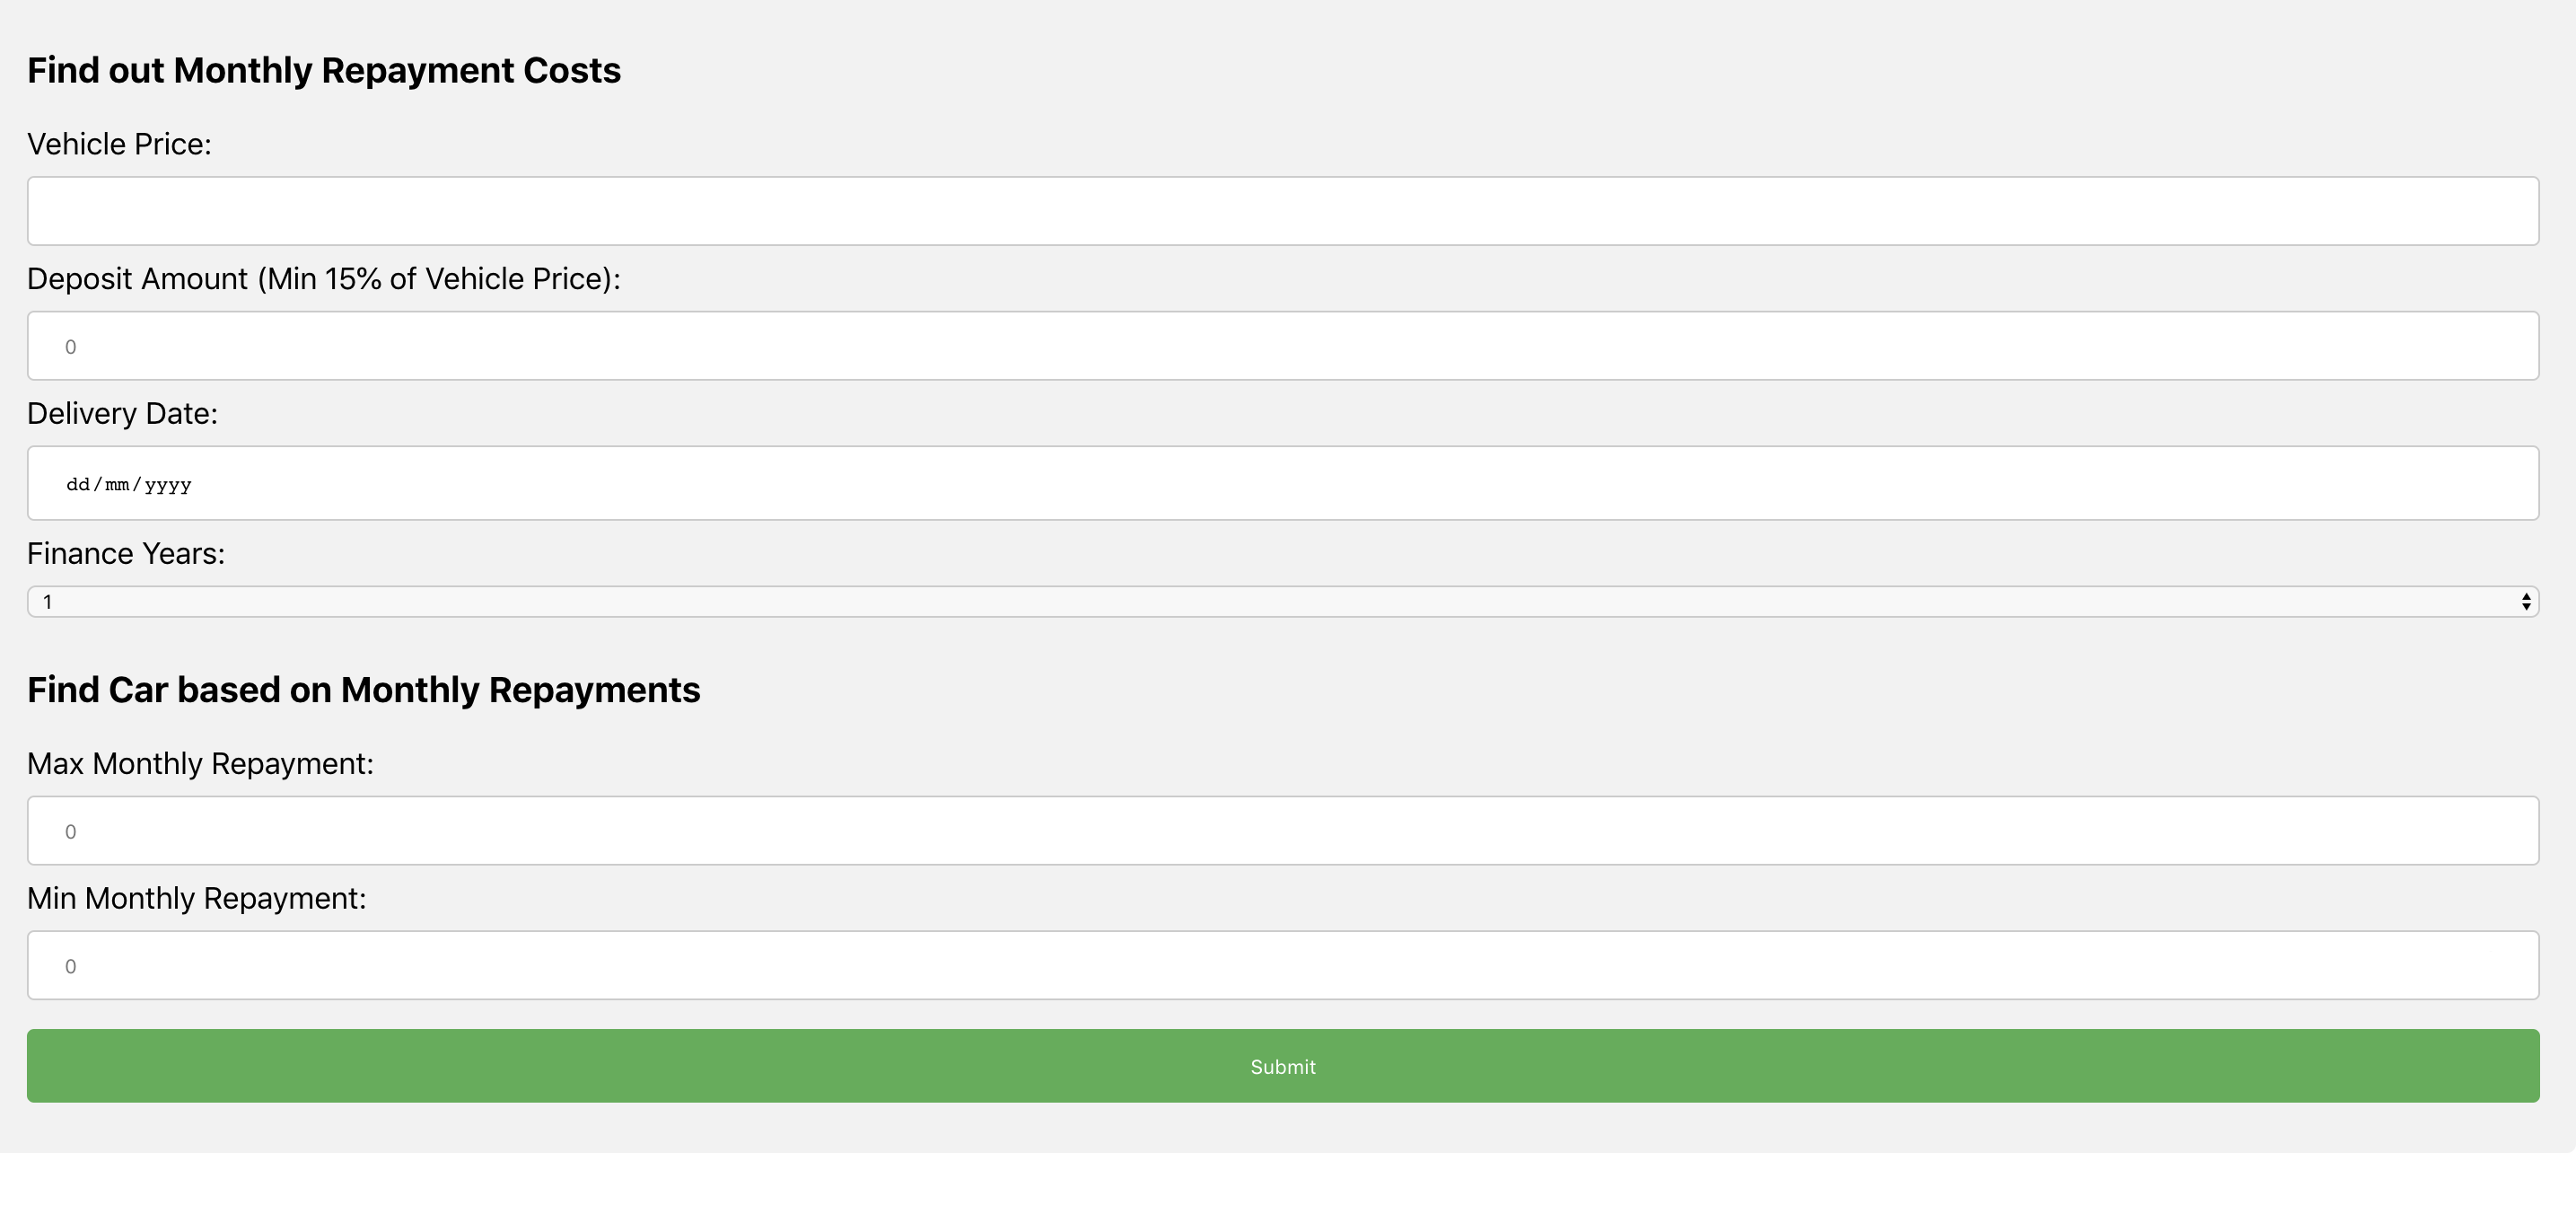 Find out Monthly Repayment Costs
Vehicle Price:
Deposit Amount (Min 15% of Vehicle Price):
0
Delivery Date:
dd/mm/yyyy
Finance Years:
1
Find Car based on Monthly Repayments
Max Monthly Repayment:
0
Min Monthly Repayment:
0
Submit